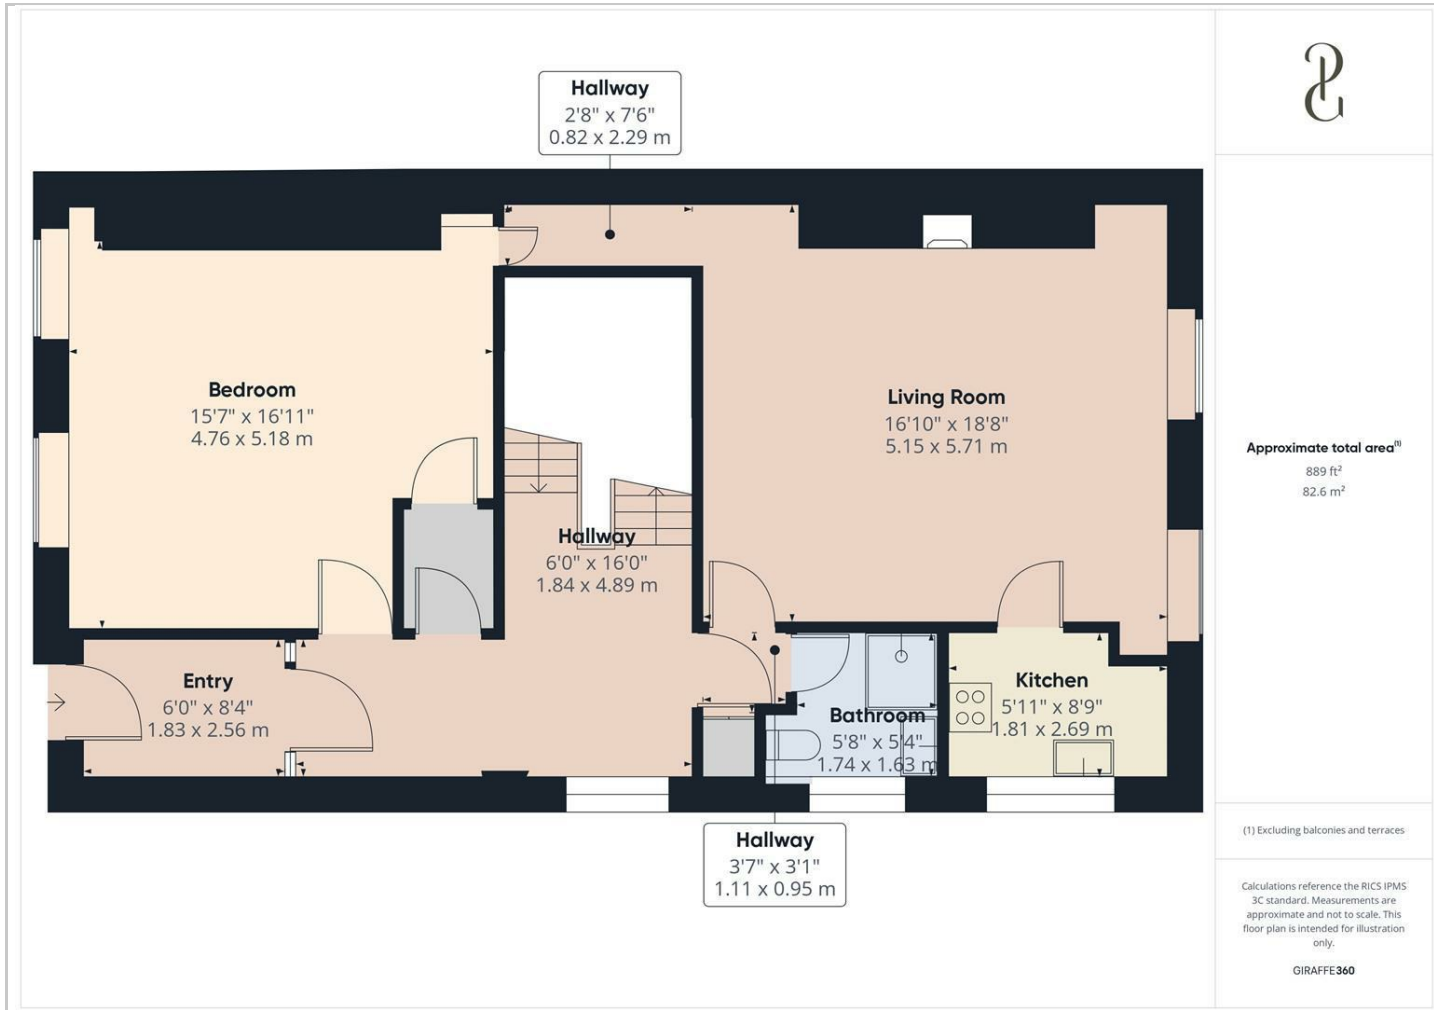 Hallway
2'8" x 7'6"
0.82 x 2.29 m
Bedroom
15'7" x 16'11"
4.76 x 5.18 m
Living Room
16'10" x 18'8"
5.15 x 5.71 m
Hallway
6'0" x 16'0"
1.84 x 4.89 m
Entry
6'0" x 8'4"
1.83 x 2.56 m
Bathroom
5'8" x 5'4"
1.74 x 1.63 m
Kitchen
5'11" x 8'9"
1.81 x 2.69 m
Hallway
3'7" x 3'1"
1.11 x 0.95 m
Approximate total area(1)
889 ft²
82.6 m²
(1) Excluding balconies and terraces
Calculations reference the RICS IPMS
3C standard. Measurements are
approximate and not to scale. This
floor plan is intended for illustration
only.
GIRAFFE360